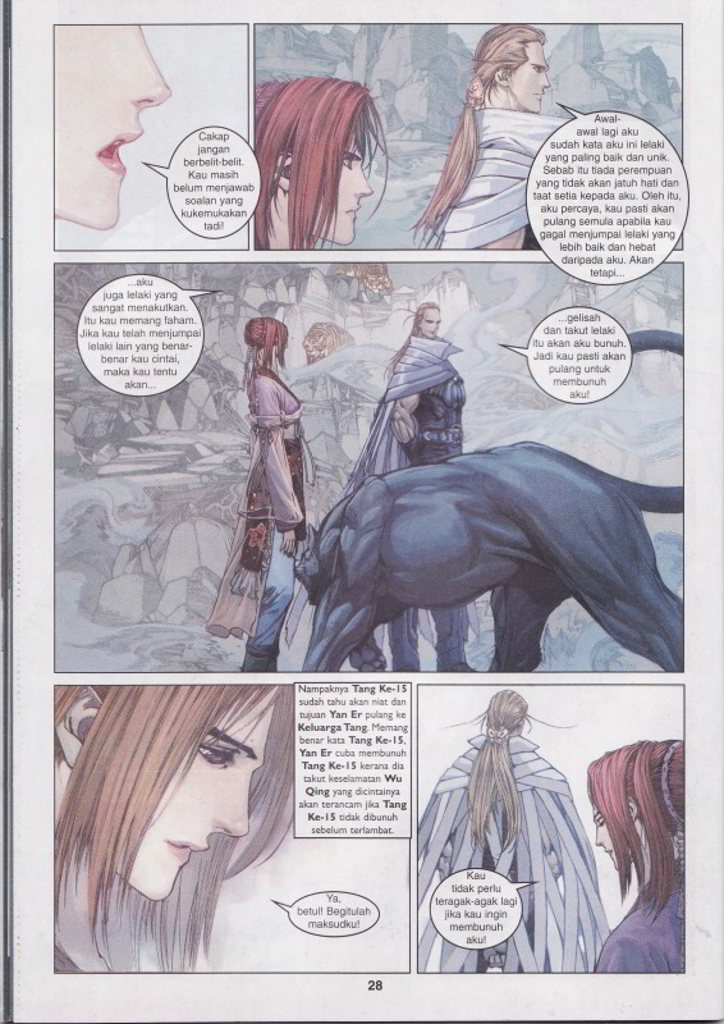 Cakap
jangan
berbelit-belit.
Kau masih
belum menjawab
soalan yang
kukemukakan
tadi!
Awal-
awal lagi aku
sudah kata aku ini lelaki
yang paling baik dan unik.
Sebab itu tiada perempuan
yang tidak akan jatuh hati dan
taat setia kepada aku. Oleh itu,
aku percaya, kau pasti akan
pulang semula apabila kau
gagal menjumpai lelaki yang
lebih baik dan hebat
daripada aku. Akan
tetapi...
...aku
juga lelaki yang
sangat menakutkan.
Itu kau memang faham.
Jika kau telah menjumpai
lelaki lain yang benar-
benar kau cintai,
maka kau tentu
akan...
...gelisah
dan takut lelaki
itu akan aku bunuh.
Jadi kau pasti akan
pulang untuk
membunuh
aku!
Nampaknya Tang Ke-15
sudah tahu akan niat dan
tujuan Yan Er pulang ke
Keluarga Tang. Memang
benar kata Tang Ke-15,
Yan Er cuba membunuh
Tang Ke-15 kerana dia
takut keselamatan Wu
Qing yang dicintainya
akan terancam jika Tang
Ke-15 tidak dibunuh
sebelum terlambat.
Ya,
betul! Begitulah
maksudku!
Kau
tidak perlu
teragak-agak lagi
jika kau ingin
membunuh
aku!
28